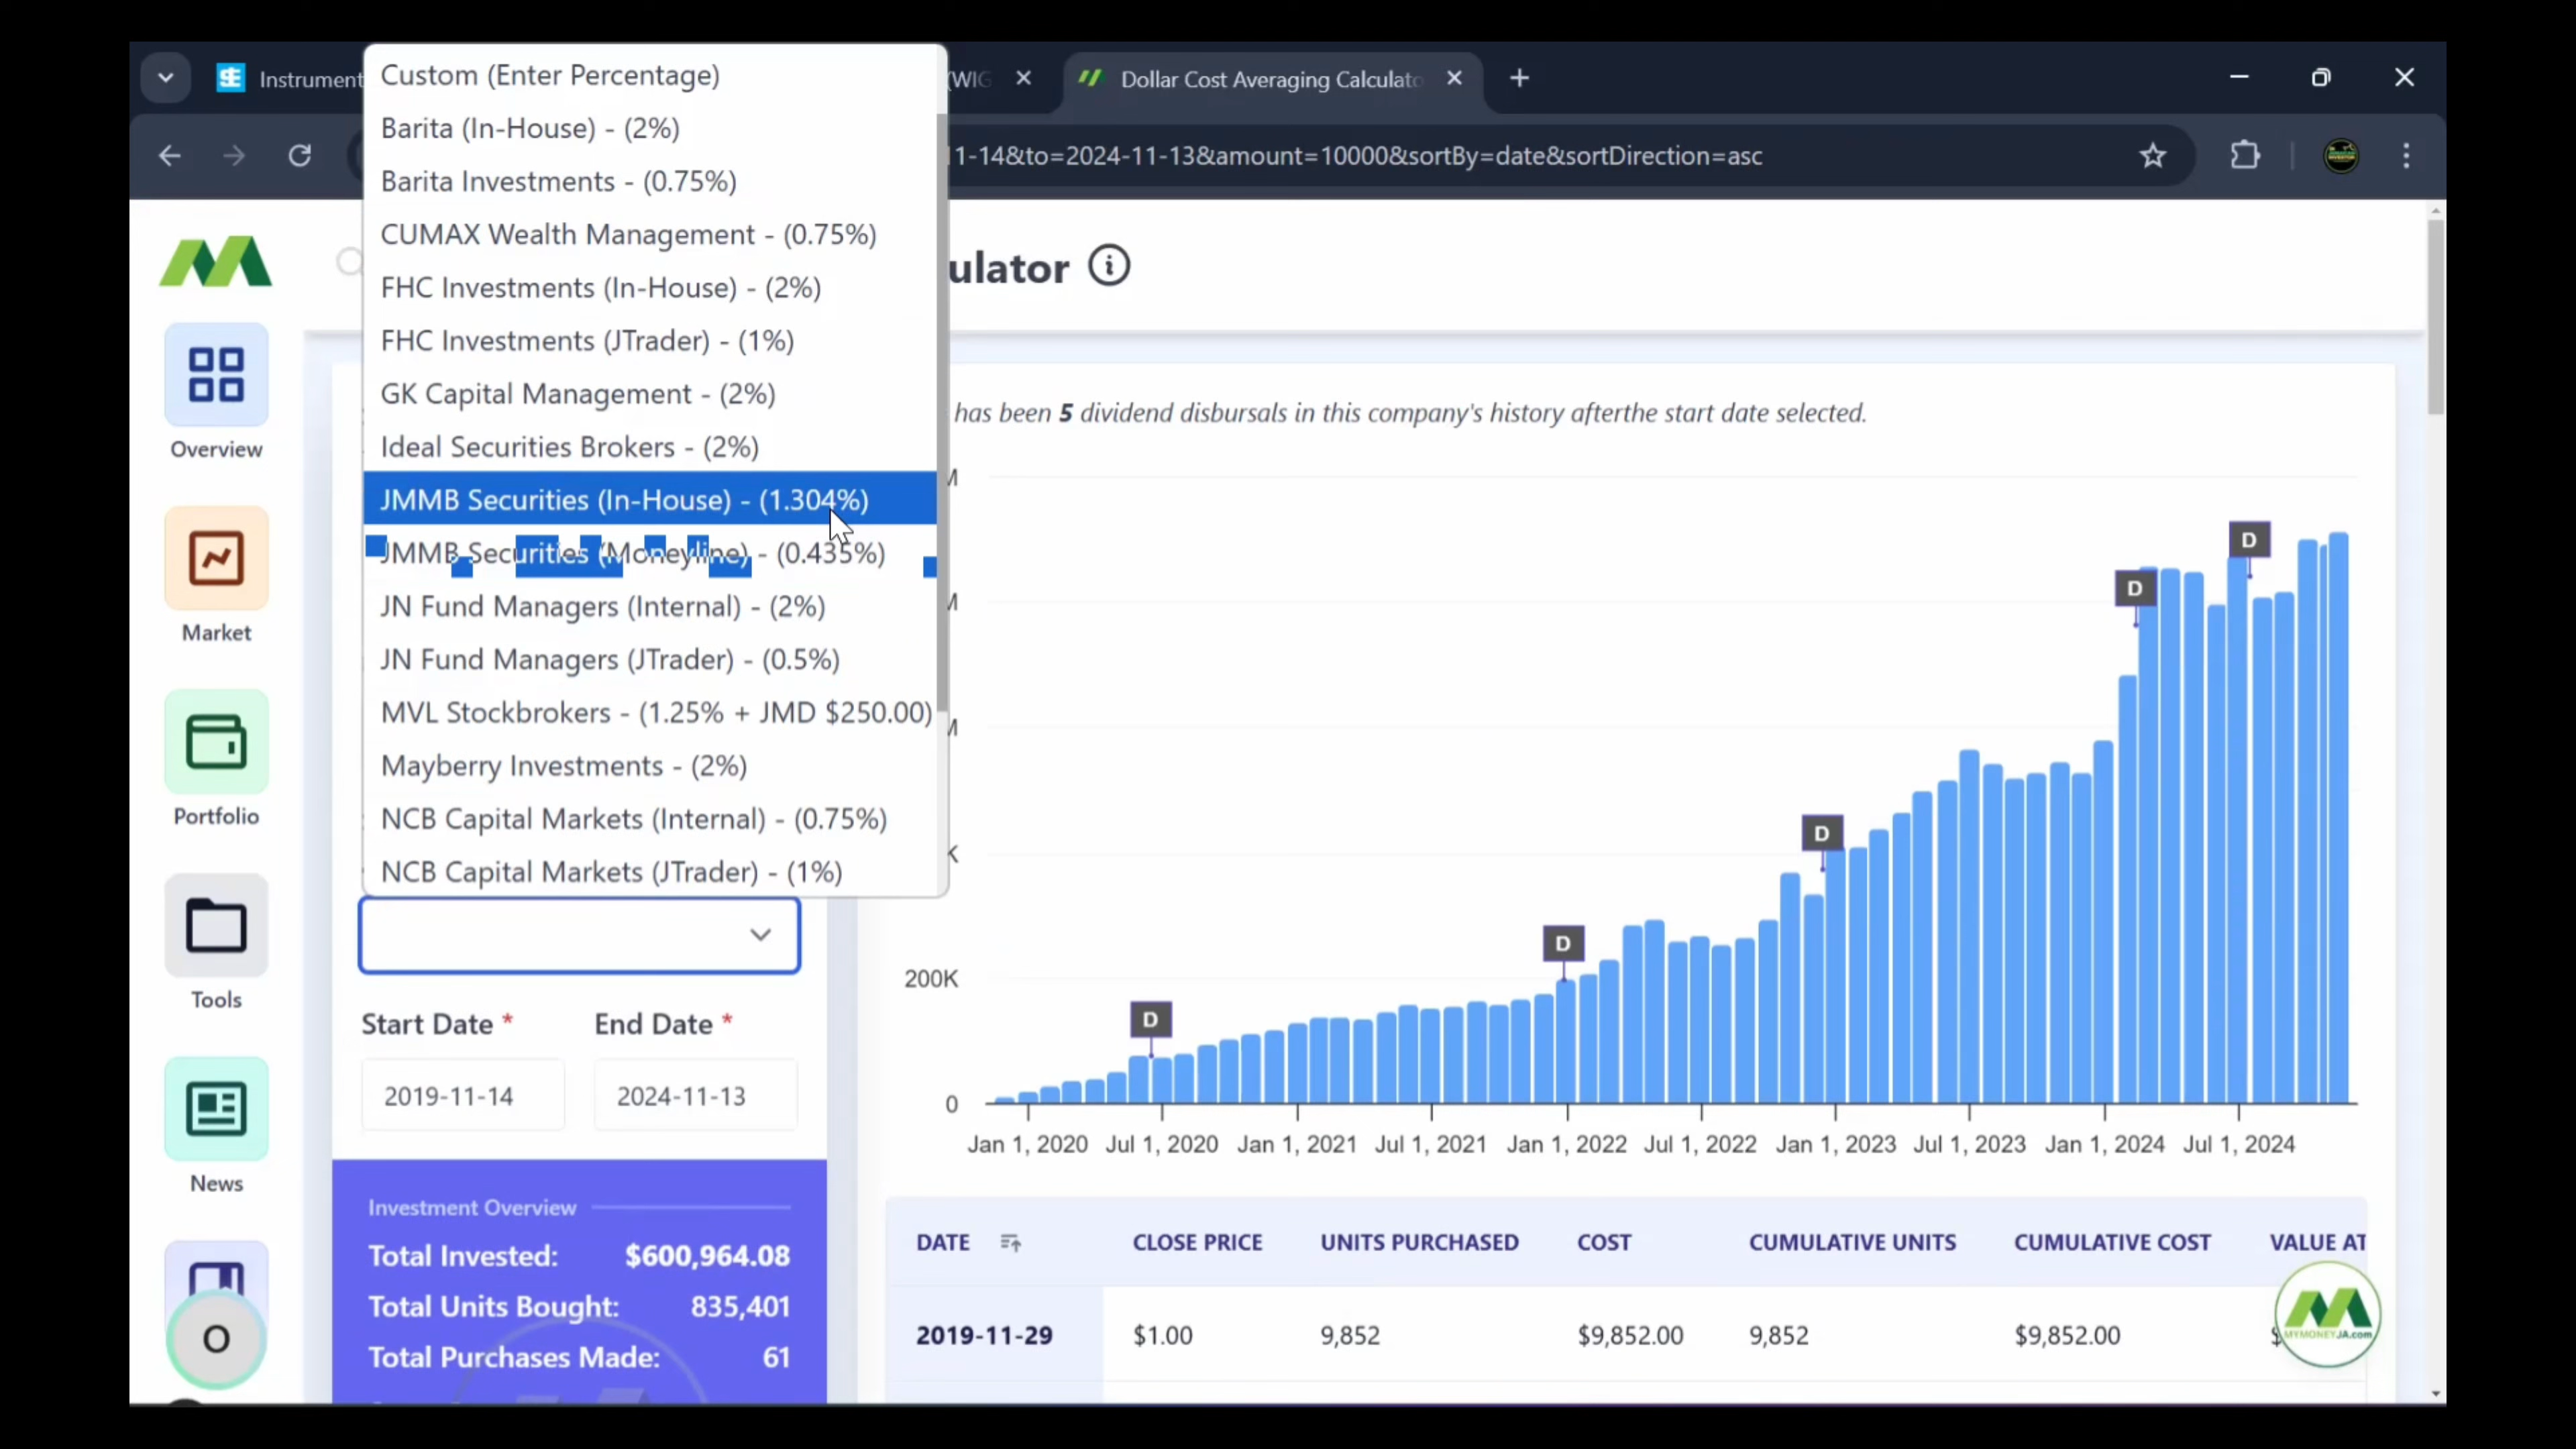 Instrument
(WIG
Dollar Cost Averaging Calculato
1-14&to=2024-11-13&amount=10000&sortBy=date&sortDirection=asc
Custom (Enter Percentage)
Barita (In-House) - (2%)
Barita Investments - (0.75%)
CUMAX Wealth Management - (0.75%)
FHC Investments (In-House) - (2%)
FHC Investments (JTrader) - (1%)
GK Capital Management - (2%)
Ideal Securities Brokers - (2%)
JMMB Securities (In-House) - (1.304%)
JMMB Securities (Moneyline) - (0.435%)
JN Fund Managers (Internal) - (2%)
JN Fund Managers (JTrader) - (0.5%)
MVL Stockbrokers - (1.25% + JMD $250.00)
Mayberry Investments - (2%)
NCB Capital Markets (Internal) - (0.75%)
NCB Capital Markets (JTrader) - (1%)
Overview
Market
Portfolio
Tools
News
O
Start Date *
End Date *
2019-11-14
2024-11-13
Investment Overview
Total Invested: $600,964.08
Total Units Bought: 835,401
Total Purchases Made: 61
ulator
has been 5 dividend disbursals in this company's history afterthe start date selected.
M
M
M
K
200K
0
D
D
D
D
D
Jan 1, 2020 Jul 1, 2020 Jan 1, 2021 Jul 1, 2021 Jan 1, 2022 Jul 1, 2022 Jan 1, 2023 Jul 1, 2023 Jan 1, 2024 Jul 1, 2024
DATE CLOSE PRICE UNITS PURCHASED COST CUMULATIVE UNITS CUMULATIVE COST VALUE AT
2019-11-29 $1.00 9,852 $9,852.00 9,852 $9,852.00 $
MYMONEYJA.com